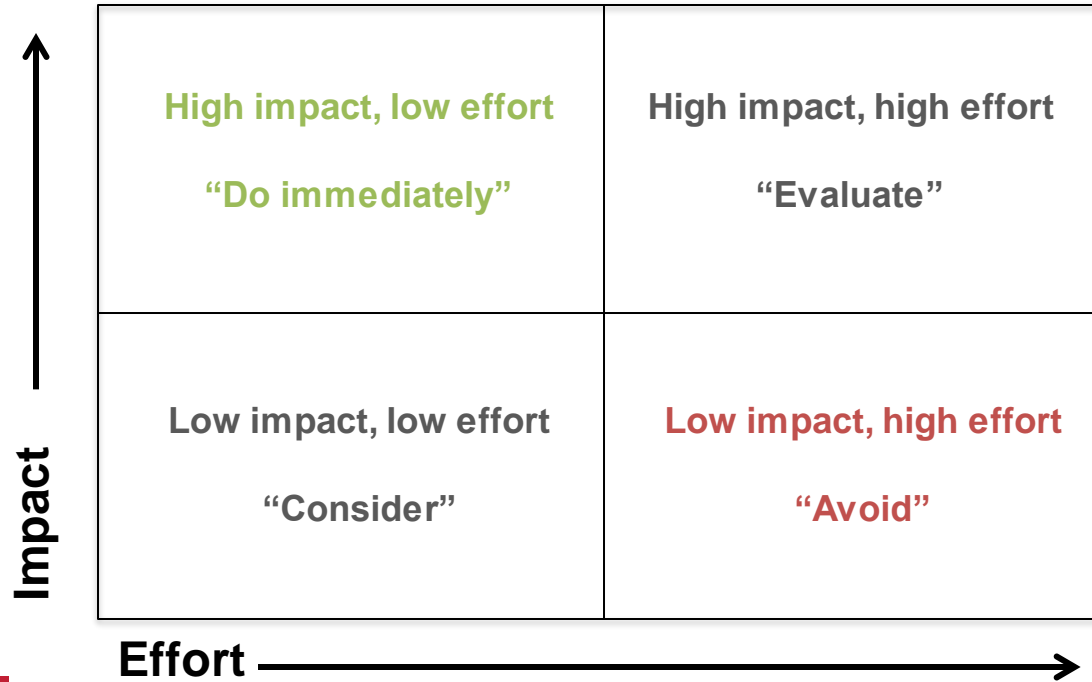 High impact, low effort
“Do immediately”
High impact, high effort
“Evaluate”
Low impact, low effort
“Consider”
Low impact, high effort
“Avoid”
Impact
Effort